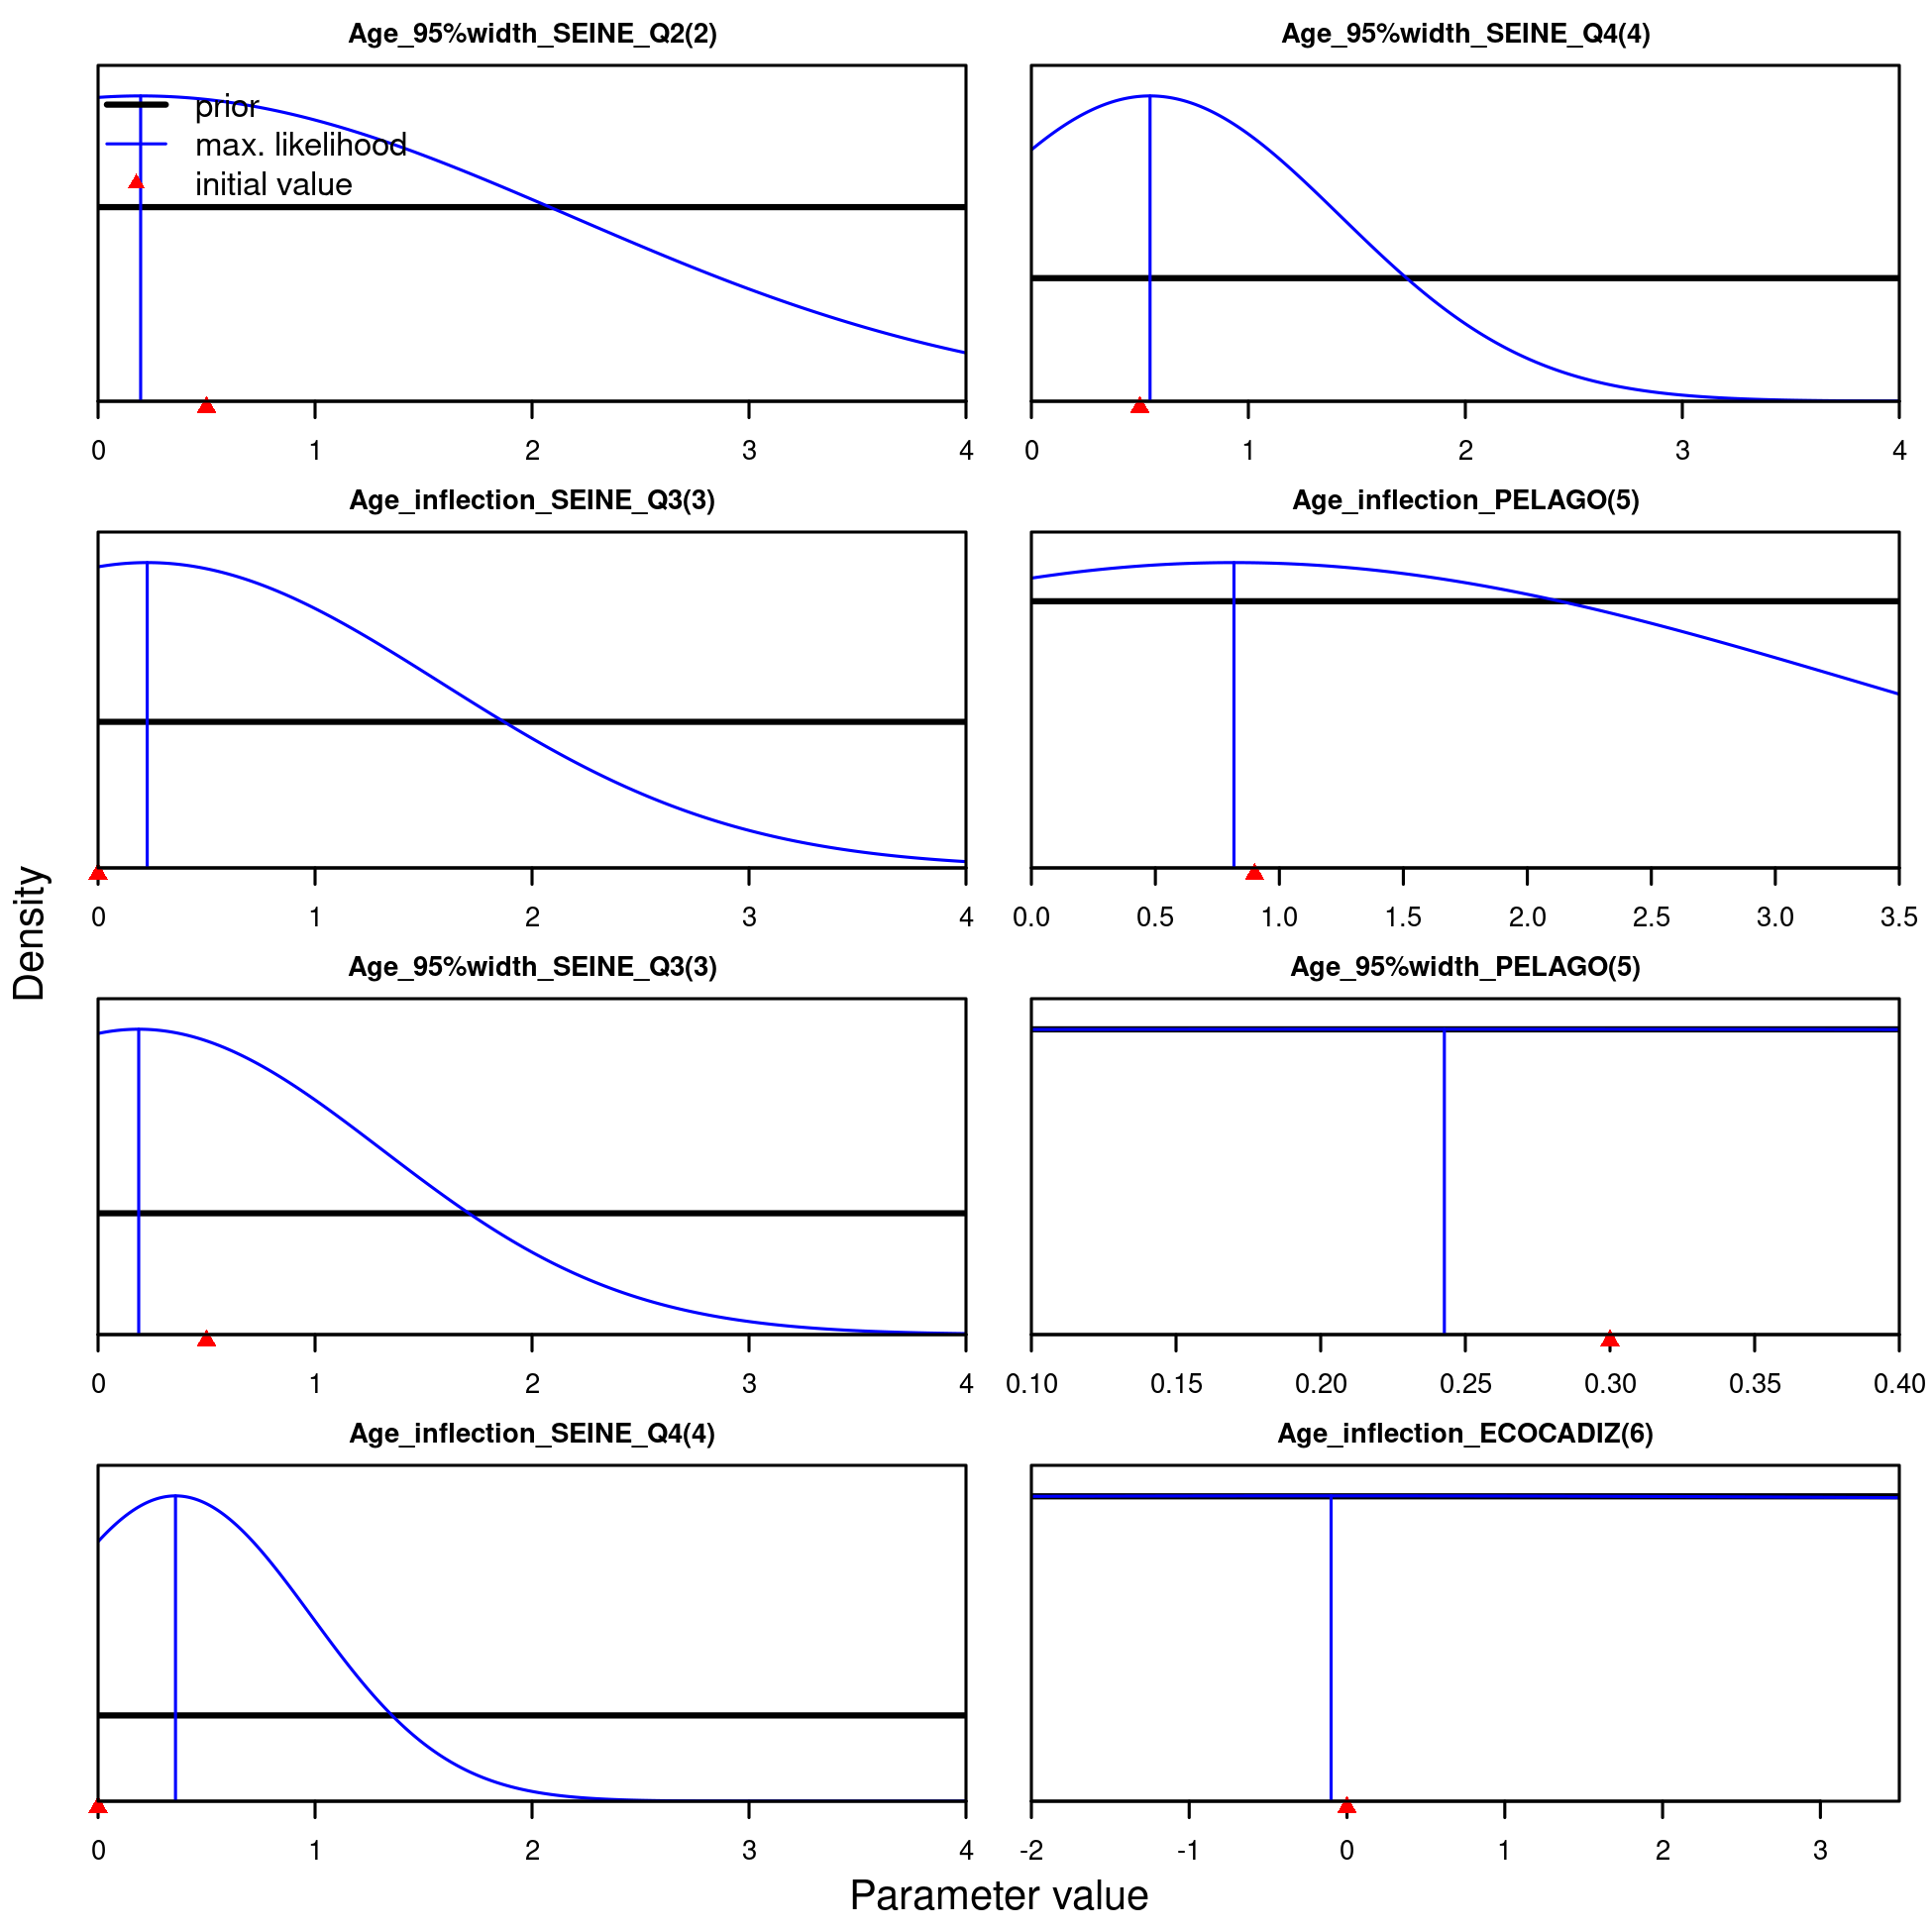 Age_95%width_SEINE_Q2(2)
prior
max. likelihood
initial value
0 1 2 3 4
Age_95%width_SEINE_Q4(4)
0 1 2 3 4
Age_inflection_SEINE_Q3(3)
0 1 2 3 4
Age_inflection_PELAGO(5)
0.0 0.5 1.0 1.5 2.0 2.5 3.0 3.5
Age_95%width_SEINE_Q3(3)
0 1 2 3 4
Age_95%width_PELAGO(5)
0.10 0.15 0.20 0.25 0.30 0.35 0.40
Age_inflection_SEINE_Q4(4)
0 1 2 3 4
Age_inflection_ECOCADIZ(6)
-2 -1 0 1 2 3
Density
Parameter value